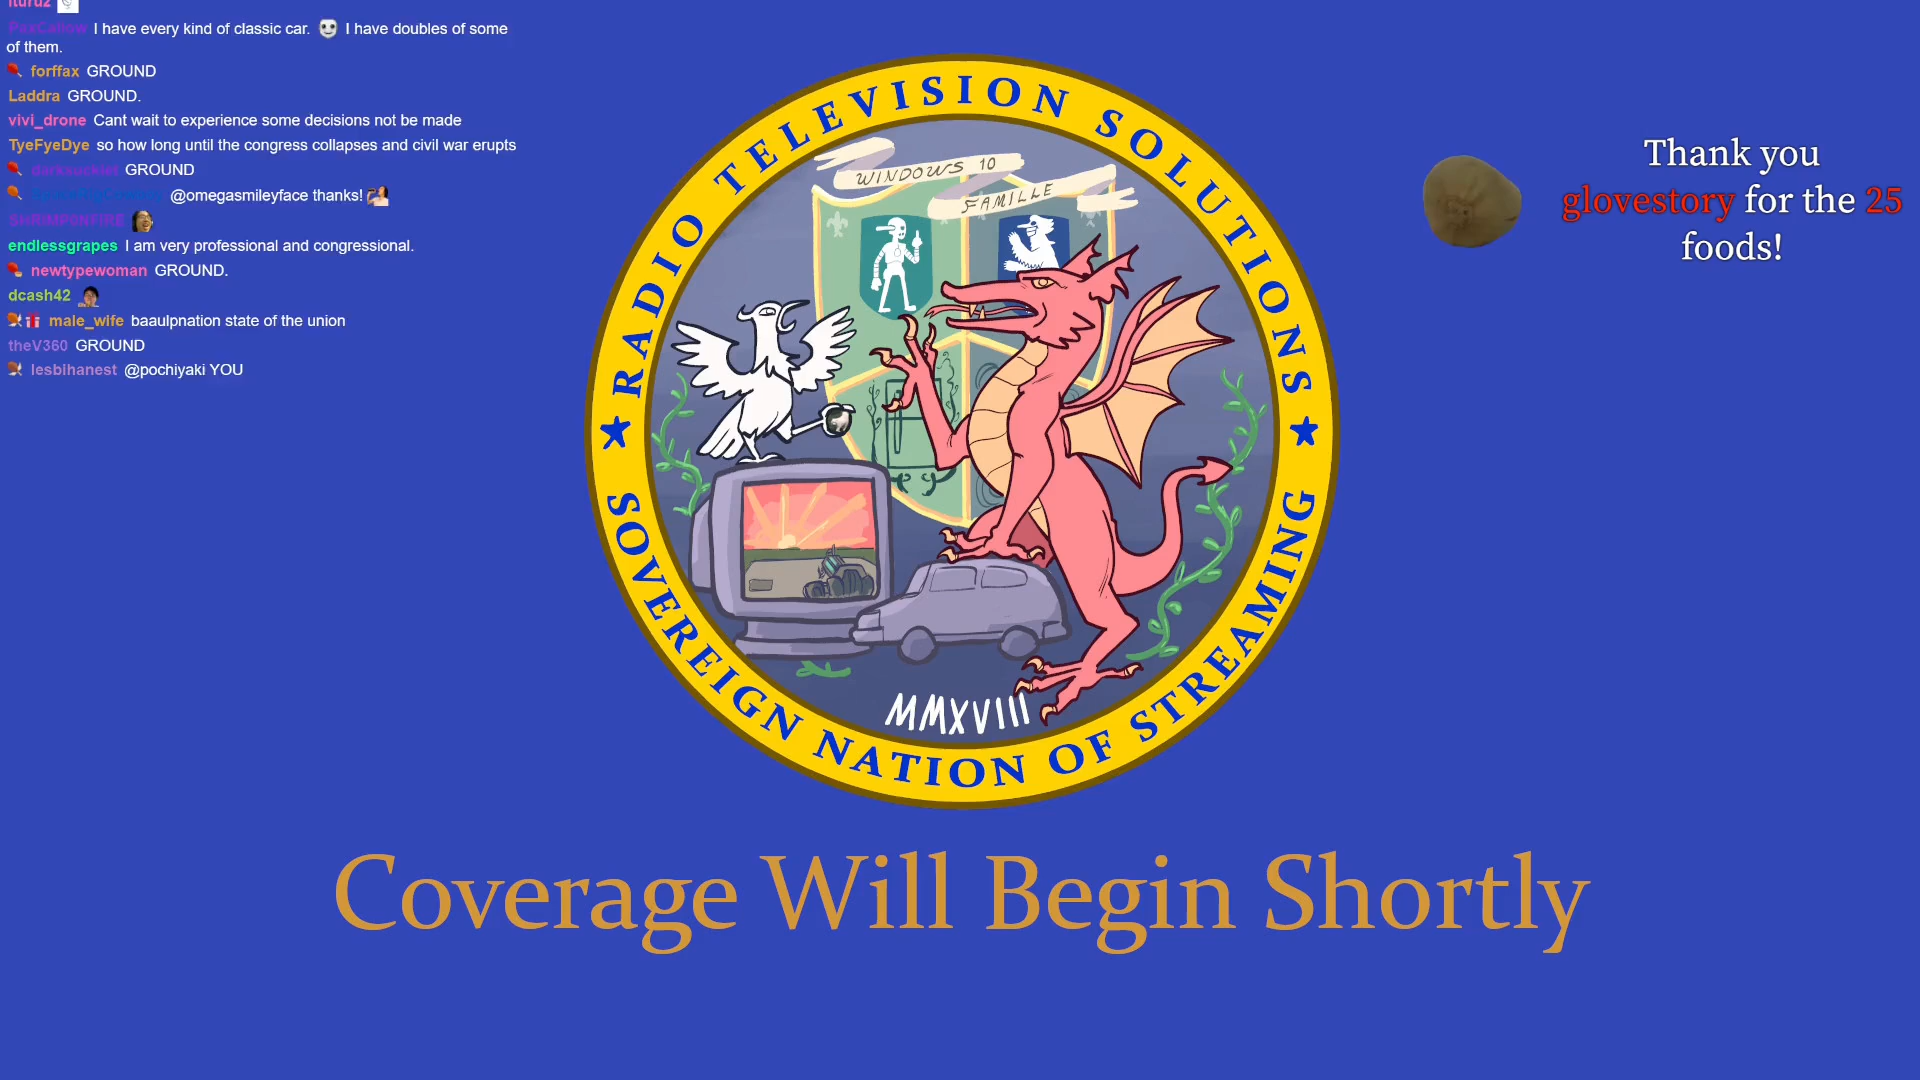 ituruz
PaxCallow I have every kind of classic car. I have doubles of some
of them.
forffax GROUND
Laddra GROUND.
vivi_drone Cant wait to experience some decisions not be made
TyeFyeDye so how long until the congress collapses and civil war erupts
GROUND
@omegasmileyface thanks!
SHRIMPONFIRE
endlessgrapes I am very professional and congressional.
newtypewoman GROUND.
dcash42
male_wife baaulpnation state of the union
theV360 GROUND
lesbihanest @pochiyaki YOU
RADIO TELEVISION SOLUTIONS
WINDOWS 10
FAMILLE
MMXVIII
SOVEREIGN NATION OF STREAMING
Thank you
glovestory for the 25
foods!
Coverage Will Begin Shortly